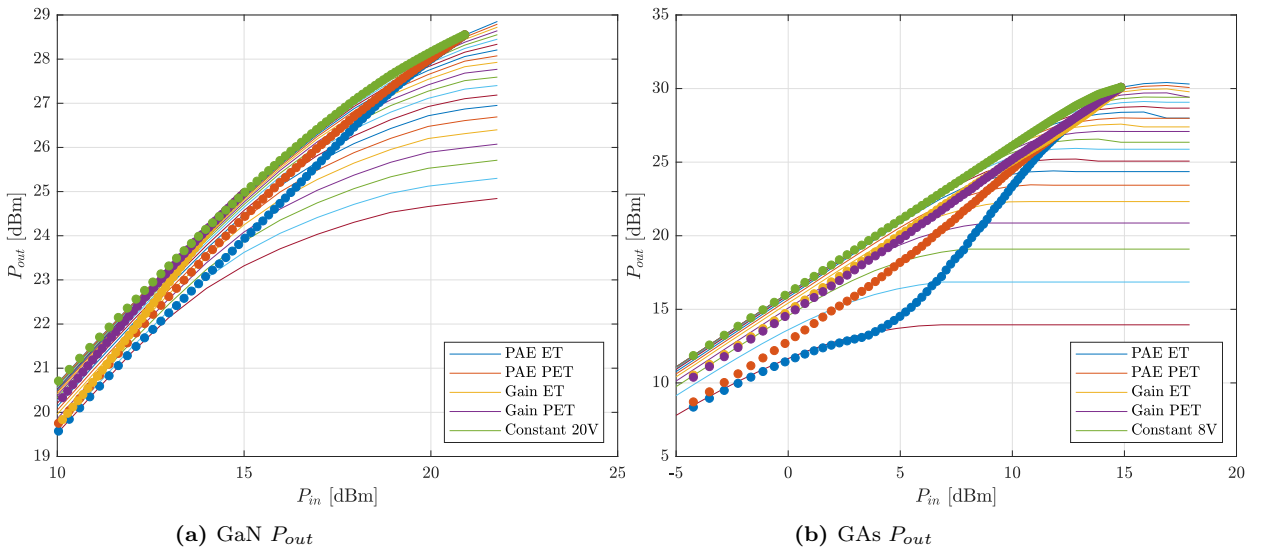 29
28
27
26
25
24
23
22
21
20
19
P_out [dBm]
10
15
20
25
P_in [dBm]
PAE ET
PAE PET
Gain ET
Gain PET
Constant 20V
(a) GaN P_out
35
30
25
20
15
10
5
P_out [dBm]
-5
0
5
10
15
20
P_in [dBm]
PAE ET
PAE PET
Gain ET
Gain PET
Constant 8V
(b) GAs P_out